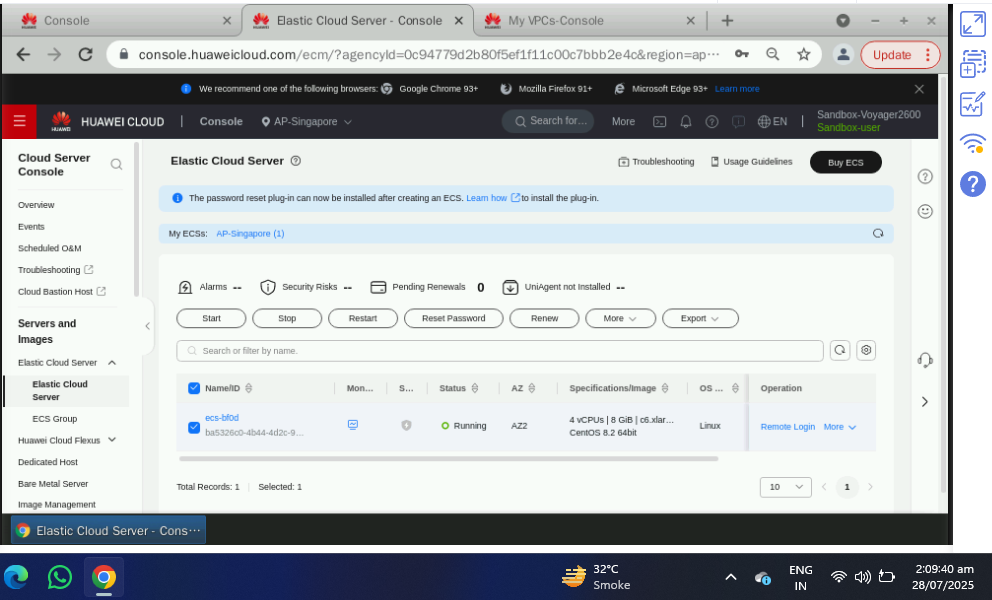 Console
Elastic Cloud Server - Console
My VPCs-Console
console.huaweicloud.com/ecm/?agencyId=0c94779d2b80f5ef1f11c00c7bbb2e4c&region=ap···
Update
We recommend one of the following browsers: Google Chrome 93+ Mozilla Firefox 91+ Microsoft Edge 93+ Learn more
HUAWEI
HUAWEI CLOUD | Console AP-Singapore Search for... More EN | Sandbox-Voyager2600
Sandbox-user
Cloud Server
Console
Overview
Events
Scheduled O&M
Troubleshooting
Cloud Bastion Host
Servers and
Images
Elastic Cloud Server
Elastic Cloud
Server
ECS Group
Huawei Cloud Flexus
Dedicated Host
Bare Metal Server
Image Management
Elastic Cloud Server
Troubleshooting Usage Guidelines Buy ECS
The password reset plug-in can now be installed after creating an ECS. Learn how to install the plug-in.
My ECSs: AP-Singapore (1)
Alarms -- Security Risks -- Pending Renewals 0 UniAgent not Installed --
Start Stop Restart Reset Password Renew More Export
Search or filter by name.
Name/ID Mon... S... Status AZ Specifications/Image OS ... Operation
ecs-bf0d
ba5326c0-4b44-4d2c-9...
Running AZ2
4 vCPUs | 8 GiB | c6.xlar...
CentOS 8.2 64bit
Linux Remote Login More
Total Records: 1 Selected: 1 10 1
Elastic Cloud Server - Cons···
32°C
Smoke
ENG
IN
2:09:40 am
28/07/2025